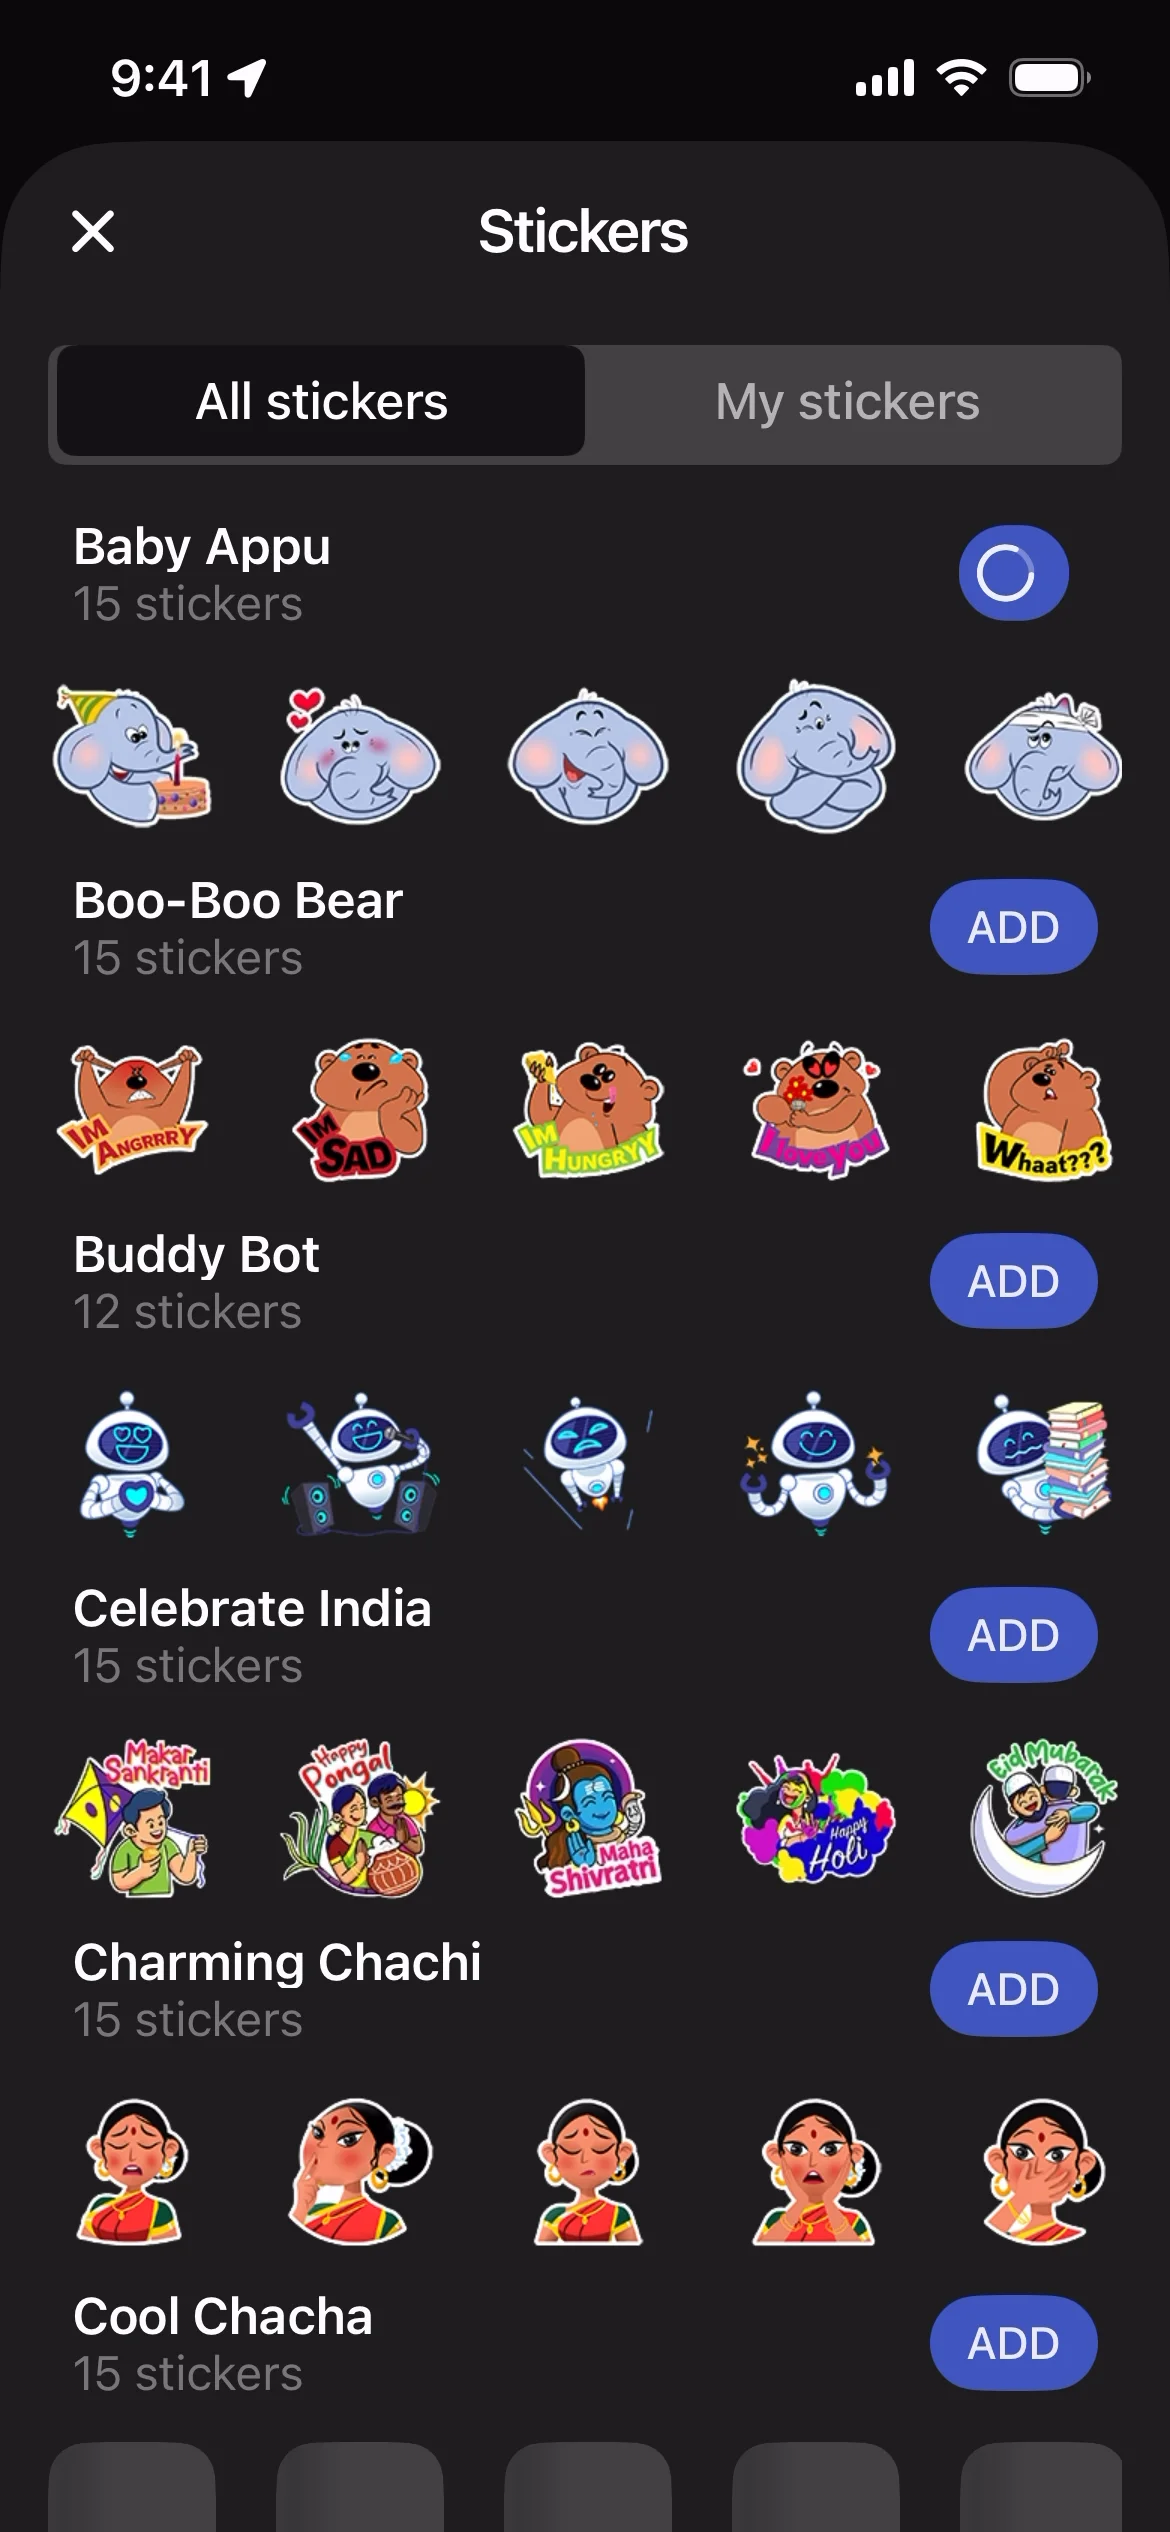 9:41
Stickers
All stickers
My stickers
Baby Appu
15 stickers
Boo-Boo Bear
15 stickers
ADD
IM ANGRRRY
IM SAD
IM HUNGRYY
I love You
Whaat???
Buddy Bot
12 stickers
ADD
Celebrate India
15 stickers
ADD
Makar Sankranti
Happy Pongal
Maha Shivratri
Happy Holi
Eid Mubarak
Charming Chachi
15 stickers
ADD
Cool Chacha
15 stickers
ADD